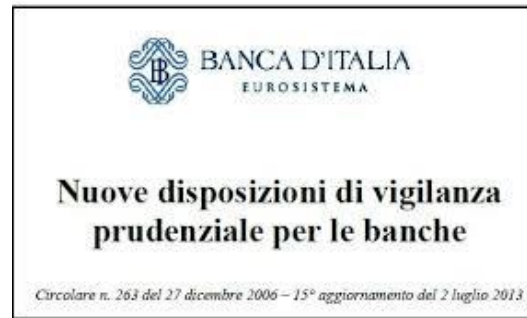 BANCA D'ITALIA
EUROSISTEMA
Nuove disposizioni di vigilanza
prudenziale per le banche
Circolare n. 263 del 27 dicembre 2006 – 15° aggiornamento del 2 luglio 2013